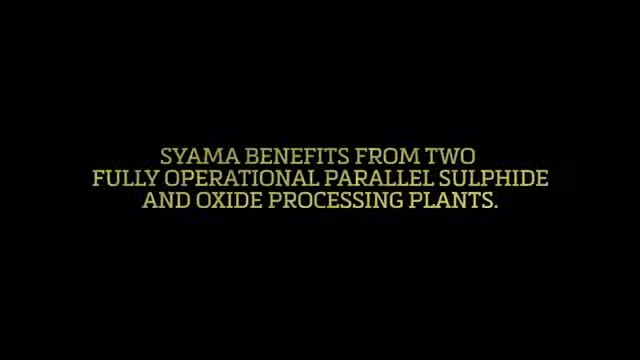 SYAMA BENEFITS FROM TWO
FULLY OPERATIONAL PARALLEL SULPHIDE
AND OXIDE PROCESSING PLANTS.